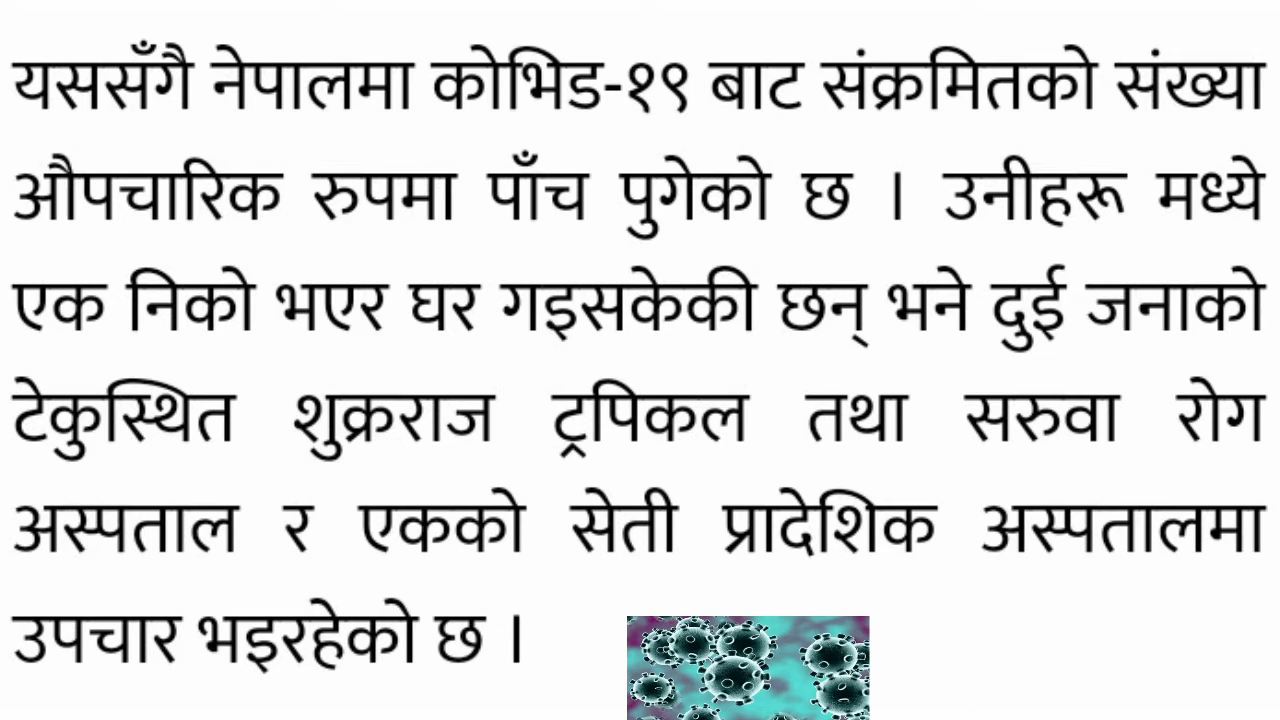 यससँगै नेपालमा कोभिड-१९ बाट संक्रमितको संख्या
औपचारिक रुपमा पाँच पुगेको छ । उनीहरू मध्ये
एक निको भएर घर गइसकेकी छन् भने दुई जनाको
टेकुस्थित शुक्रराज ट्रपिकल तथा सरुवा रोग
अस्पताल र एकको सेती प्रादेशिक अस्पतालमा
उपचार भइरहेको छ ।